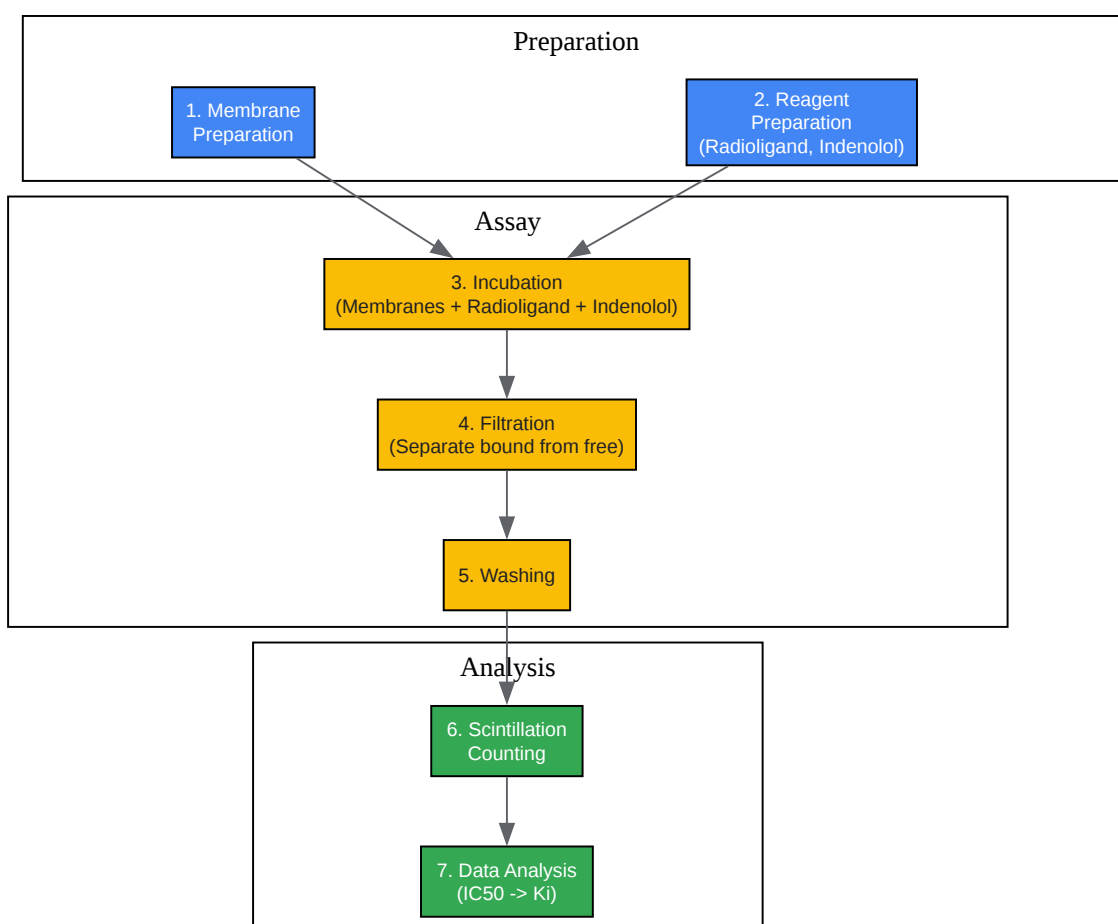 Preparation
1. Membrane
Preparation
2. Reagent
Preparation
(Radioligand, Indenolol)
Assay
3. Incubation
(Membranes + Radioligand + Indenolol)
4. Filtration
(Separate bound from free)
5. Washing
Analysis
6. Scintillation
Counting
7. Data Analysis
(IC50 -> Ki)